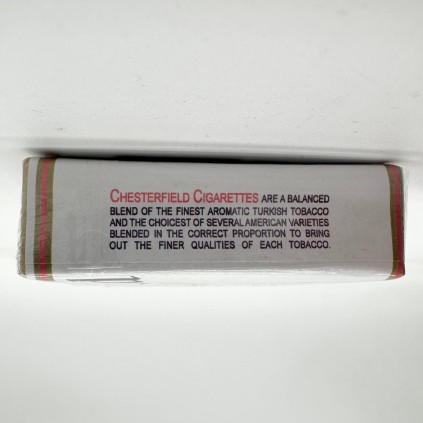 CHESTERFIELD CIGARETTES ARE A BALANCED
BLEND OF THE FINEST AROMATIC TURKISH TOBACCO
AND THE CHOICEST OF SEVERAL AMERICAN VARIETIES
BLENDED IN THE CORRECT PROPORTION TO BRING
OUT THE FINER QUALITIES OF EACH TOBACCO.